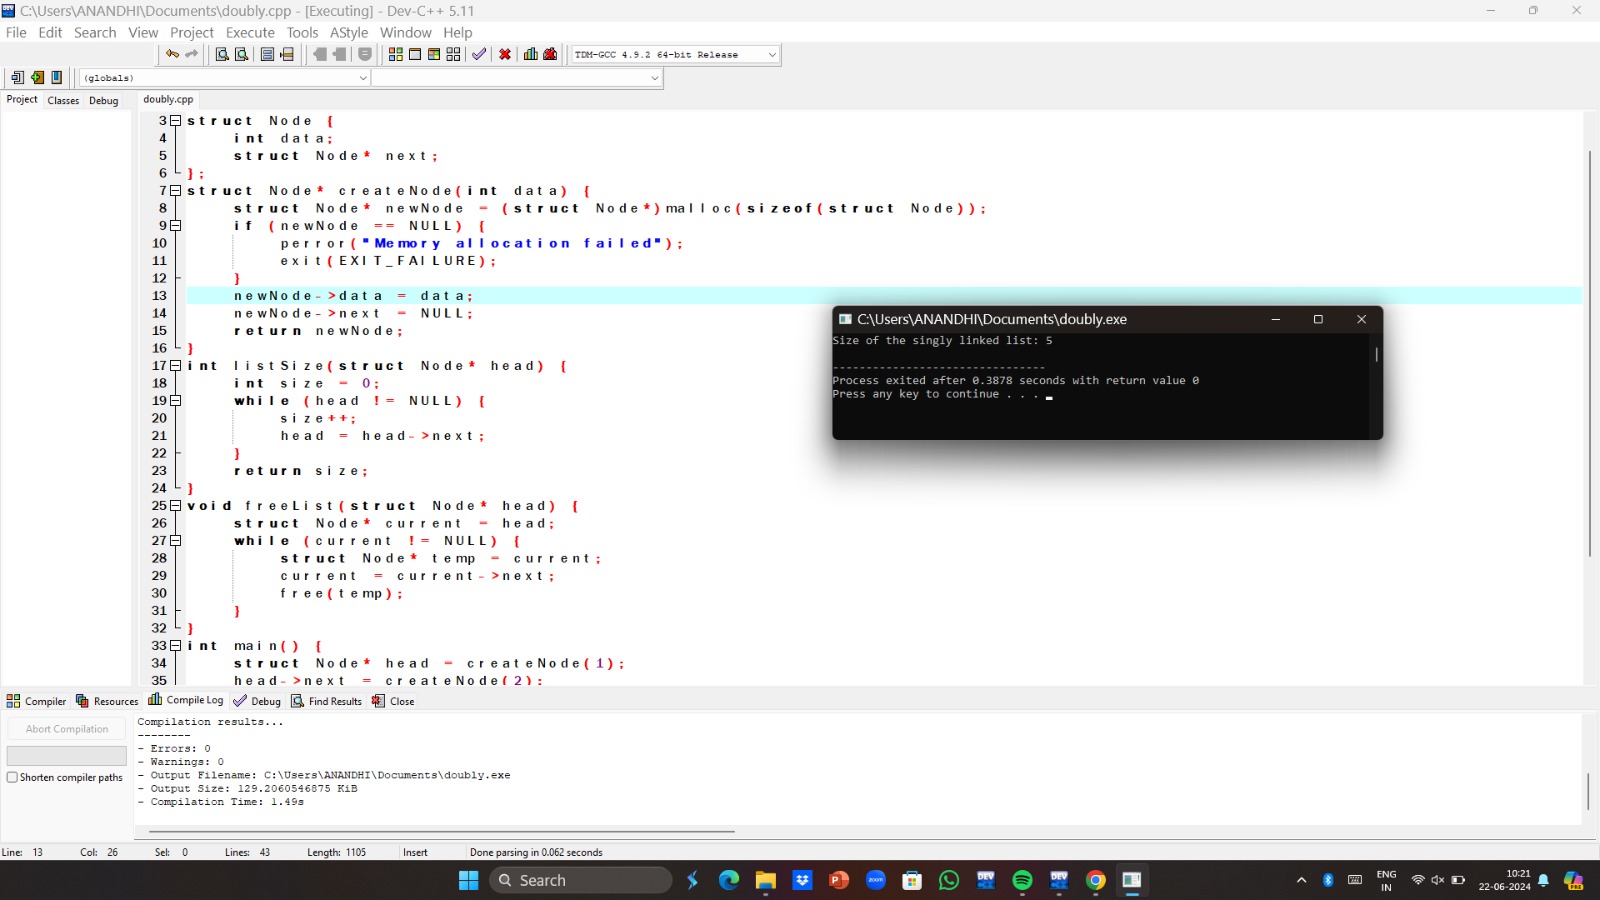 C:\Users\ANANDHI\Documents\doubly.cpp - [Executing] - Dev-C++ 5.11
File Edit Search View Project Execute Tools AStyle Window Help
TDM-GCC 4.9.2 64-bit Release
(globals)
Project Classes Debug doubly.cpp
3 struct Node {
4 int data;
5 struct Node* next;
6 };
7 struct Node* createNode(int data) {
8 struct Node* newNode = (struct Node*)malloc(sizeof(struct Node));
9 if (newNode == NULL) {
10 perror("Memory allocation failed");
11 exit(EXIT_FAILURE);
12 }
13 newNode->data = data;
14 newNode->next = NULL;
15 return newNode;
16 }
17 int listSize(struct Node* head) {
18 int size = 0;
19 while (head != NULL) {
20 size++;
21 head = head->next;
22 }
23 return size;
24 }
25 void freeList(struct Node* head) {
26 struct Node* current = head;
27 while (current != NULL) {
28 struct Node* temp = current;
29 current = current->next;
30 free(temp);
31 }
32 }
33 int main() {
34 struct Node* head = createNode(1);
35 head->next = createNode(2);
C:\Users\ANANDHI\Documents\doubly.exe
Size of the singly linked list: 5
--------------------------------
Process exited after 0.3878 seconds with return value 0
Press any key to continue . . .
Compiler Resources Compile Log Debug Find Results Close
Abort Compilation
Shorten compiler paths
Compilation results...
--------
- Errors: 0
- Warnings: 0
- Output Filename: C:\Users\ANANDHI\Documents\doubly.exe
- Output Size: 129.2060546875 KiB
- Compilation Time: 1.49s
Line: 13 Col: 26 Sel: 0 Lines: 43 Length: 1105 Insert Done parsing in 0.062 seconds
Search
zoom
DEV
DEV
ENG
IN
10:21
22-06-2024
PRE